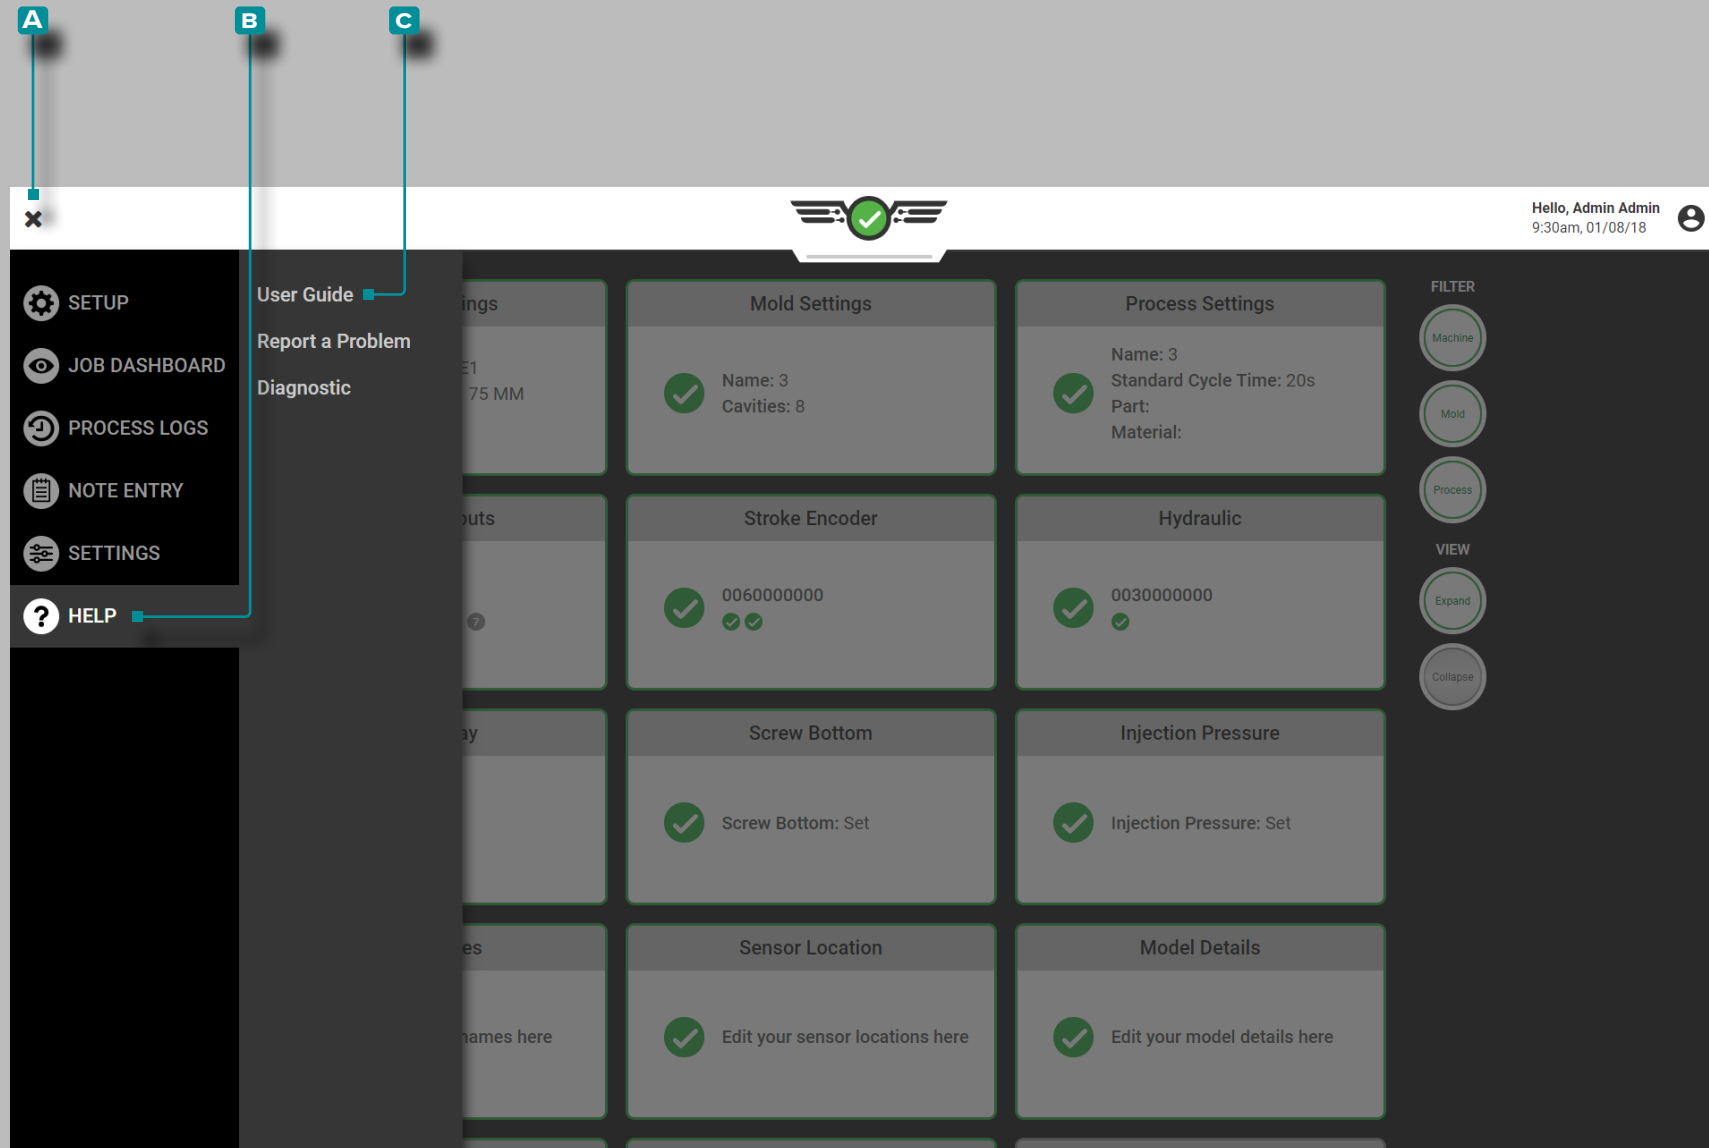 A
B
C
Hello, Admin Admin
9:30am, 01/08/18
SETUP
JOB DASHBOARD
PROCESS LOGS
NOTE ENTRY
SETTINGS
HELP
User Guide
Report a Problem
Diagnostic
ings
E1
75 MM
Mold Settings
Name: 3
Cavities: 8
Process Settings
Name: 3
Standard Cycle Time: 20s
Part:
Material:
FILTER
Machine
Mold
Process
VIEW
Expand
Collapse
outs
7
Stroke Encoder
0060000000
Hydraulic
0030000000
ay
Screw Bottom
Screw Bottom: Set
Injection Pressure
Injection Pressure: Set
es
names here
Sensor Location
Edit your sensor locations here
Model Details
Edit your model details here